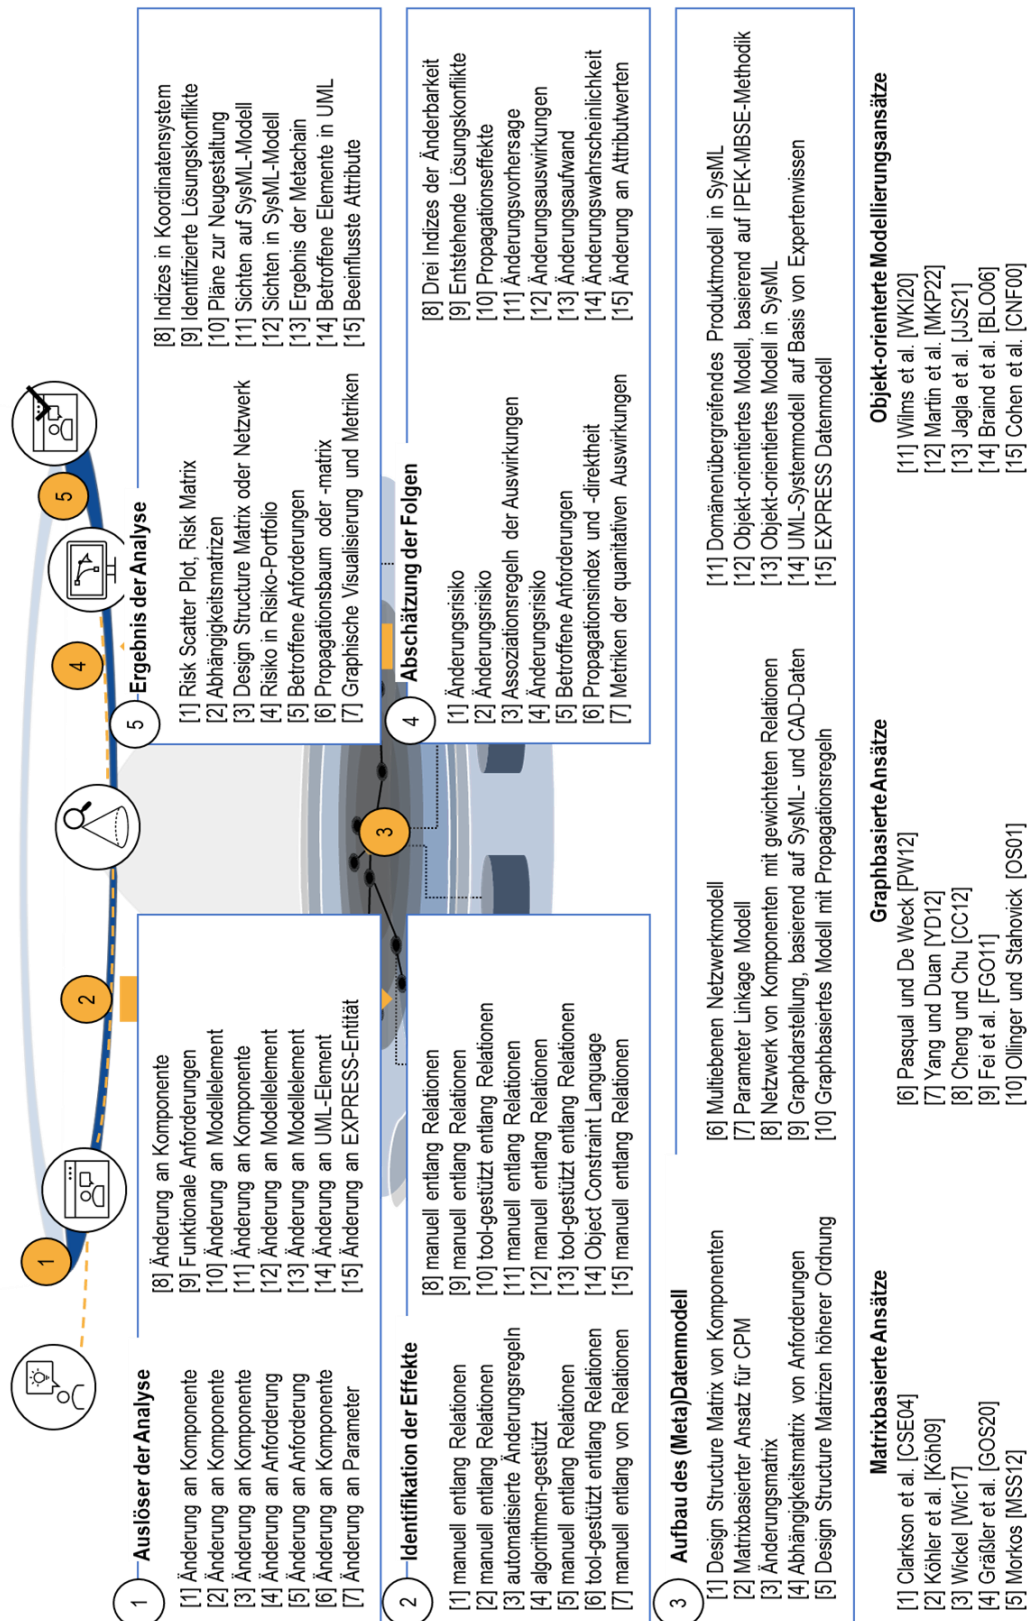 1
2
3
4
5
1
Auslöser der Analyse
[1] Änderung an Komponente
[2] Änderung an Komponente
[3] Änderung an Komponente
[4] Änderung an Anforderung
[5] Änderung an Anforderung
[6] Änderung an Komponente
[7] Änderung an Parameter
[8] Änderung an Komponente
[9] Funktionale Anforderungen
[10] Änderung an Modellelement
[11] Änderung an Komponente
[12] Änderung an Modellelement
[13] Änderung an Modellelement
[14] Änderung an UML-Element
[15] Änderung an EXPRESS-Entität
5
Ergebnis der Analyse
[1] Risk Scatter Plot, Risk Matrix
[2] Abhängigkeitsmatrizen
[3] Design Structure Matrix oder Netzwerk
[4] Risiko in Risiko-Portfolio
[5] Betroffene Anforderungen
[6] Propagationsbaum oder -matrix
[7] Graphische Visualisierung und Metriken
[8] Indizes in Koordinatensystem
[9] Identifizierte Lösungskonflikte
[10] Pläne zur Neugestaltung
[11] Sichten auf SysML-Modell
[12] Sichten in SysML-Modell
[13] Ergebnis der Metachain
[14] Betroffene Elemente in UML
[15] Beeinflusste Attribute
2
Identifikation der Effekte
[1] manuell entlang Relationen
[2] manuell entlang Relationen
[3] automatisierte Änderungsregeln
[4] algorithmen-gestützt
[5] manuell entlang Relationen
[6] tool-gestützt entlang Relationen
[7] manuell entlang von Relationen
[8] manuell entlang Relationen
[9] manuell entlang Relationen
[10] tool-gestützt entlang Relationen
[11] manuell entlang Relationen
[12] manuell entlang Relationen
[13] tool-gestützt entlang Relationen
[14] Object Constraint Language
[15] manuell entlang Relationen
3
4
Abschätzung der Folgen
[1] Änderungsrisiko
[2] Änderungsrisiko
[3] Assoziationsregeln der Auswirkungen
[4] Änderungsrisiko
[5] Betroffene Anforderungen
[6] Propagationsindex und -direktheit
[7] Metriken der quanitativen Auswirkungen
[8] Drei Indizes der Änderbarkeit
[9] Entstehende Lösungskonflikte
[10] Propagationseffekte
[11] Änderungsvorhersage
[12] Änderungsauswirkungen
[13] Änderungsaufwand
[14] Änderungswahrscheinlichkeit
[15] Änderung an Attributwerten
Aufbau des (Meta)Datenmodell
[1] Design Structure Matrix von Komponenten
[2] Matrixbasierter Ansatz für CPM
[3] Änderungsmatrix
[4] Abhängigkeitsmatrix von Anforderungen
[5] Design Structure Matrizen höherer Ordnung
[6] Multiebenen Netzwerkmodell
[7] Parameter Linkage Modell
[8] Netzwerk von Komponenten mit gewichteten Relationen
[9] Graphdarstellung, basierend auf SysML- und CAD-Daten
[10] Graphbasiertes Modell mit Propagationsregeln
[11] Domänenübergreifendes Produktmodell in SysML
[12] Objekt-orientiertes Model, basierend auf IPEK-MBSE-Methodik
[13] Objekt-orientiertes Model in SysML
[14] UML-Systemmodell auf Basis von Expertenwissen
[15] EXPRESS Datenmodell
Matrixbasierte Ansätze
[1] Clarkson et al. [CSE04]
[2] Köhler et al. [Köh09]
[3] Wickel [Wic17]
[4] Gräßler et al. [GOS20]
[5] Morkos [MSS12]
Graphbasierte Ansätze
[6] Pasqual und De Weck [PW12]
[7] Yang und Duan [YD12]
[8] Cheng und Chu [CC12]
[9] Fei et al. [FGO11]
[10] Ollinger und Stahovick [OS01]
Objekt-orientierte Modellierungsansätze
[11] Wilms et al. [WKI20]
[12] Martin et al. [MKP22]
[13] Jagla et al. [JJS21]
[14] Braind et al. [BLO06]
[15] Cohen et al. [CNF00]
3